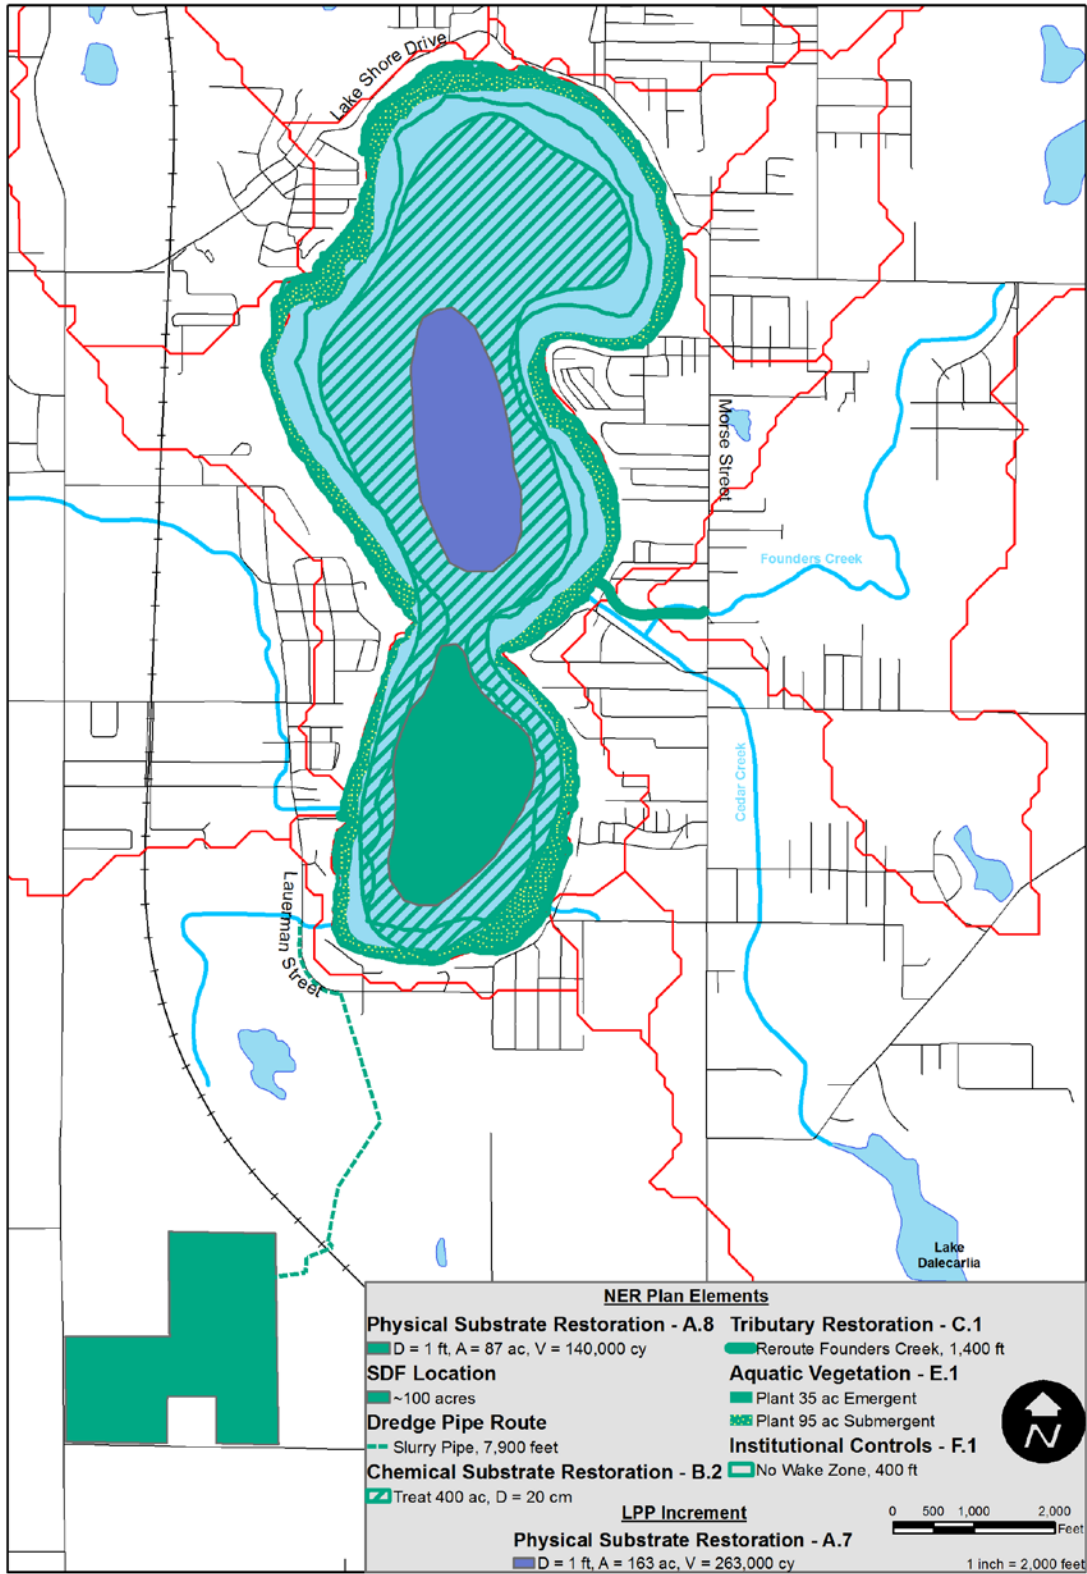 Lake Shore Drive
Morse Street
Founders Creek
Cedar Creek
Lauerman Street
Lake
Dalecarlia
NER Plan Elements
Physical Substrate Restoration - A.8
D = 1 ft, A = 87 ac, V = 140,000 cy
SDF Location
~100 acres
Dredge Pipe Route
Slurry Pipe, 7,900 feet
Chemical Substrate Restoration - B.2
Treat 400 ac, D = 20 cm
Tributary Restoration - C.1
Reroute Founders Creek, 1,400 ft
Aquatic Vegetation - E.1
Plant 35 ac Emergent
Plant 95 ac Submergent
Institutional Controls - F.1
No Wake Zone, 400 ft
N
LPP Increment
Physical Substrate Restoration - A.7
D = 1 ft, A = 163 ac, V = 263,000 cy
0 500 1,000 2,000
Feet
1 inch = 2,000 feet